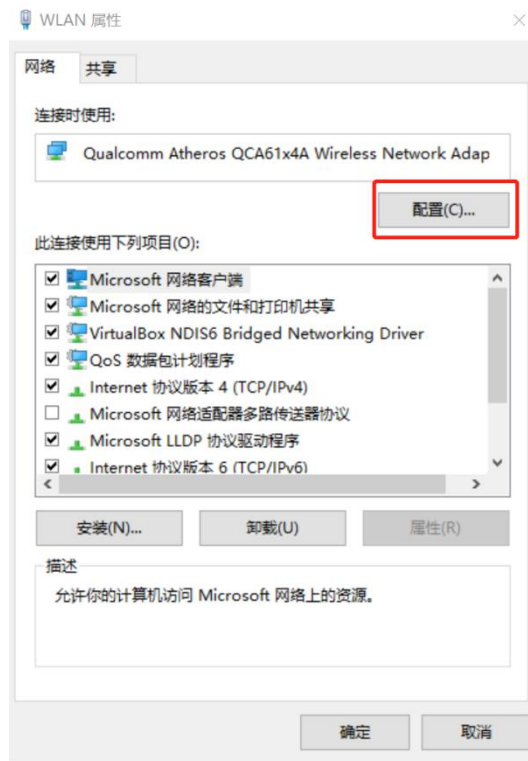 WLAN 属性
网络 共享
连接时使用:
Qualcomm Atheros QCA61x4A Wireless Network Adap
配置(C)...
此连接使用下列项目(O):
Microsoft 网络客户端
Microsoft 网络的文件和打印机共享
VirtualBox NDIS6 Bridged Networking Driver
QoS 数据包计划程序
Internet 协议版本 4 (TCP/IPv4)
Microsoft 网络适配器多路传送器协议
Microsoft LLDP 协议驱动程序
Internet 协议版本 6 (TCP/IPv6)
安装(N)... 卸载(U) 属性(R)
描述
允许你的计算机访问 Microsoft 网络上的资源。
确定 取消